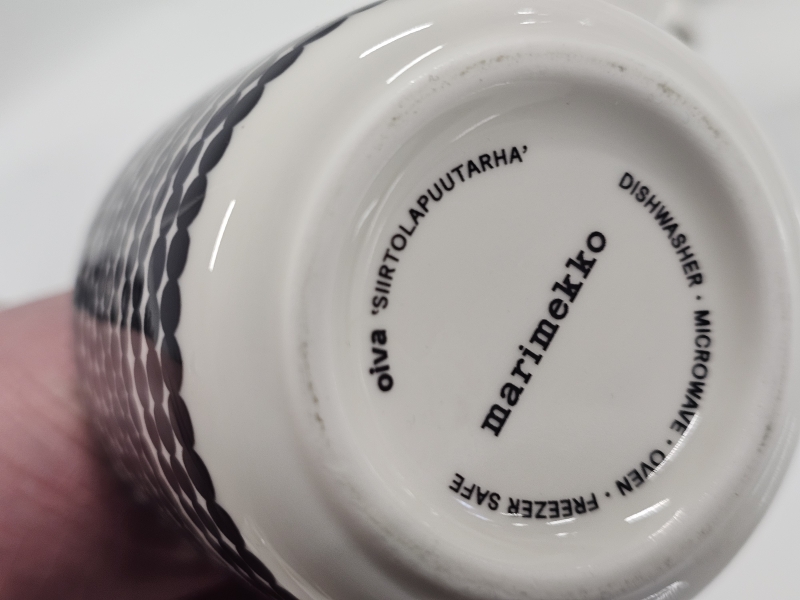 oiva 'SIIRTOLAPUUTARHA'
marimekko
DISHWASHER · MICROWAVE · OVEN · FREEZER SAFE